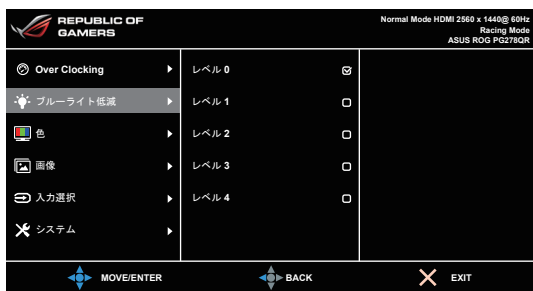 REPUBLIC OF
GAMERS
Normal Mode HDMI 2560 x 1440@ 60Hz
Racing Mode
ASUS ROG PG278QR
Over Clocking
ブルーライト低減
色
画像
入力選択
システム
レベル 0
レベル 1
レベル 2
レベル 3
レベル 4
MOVE/ENTER
BACK
EXIT